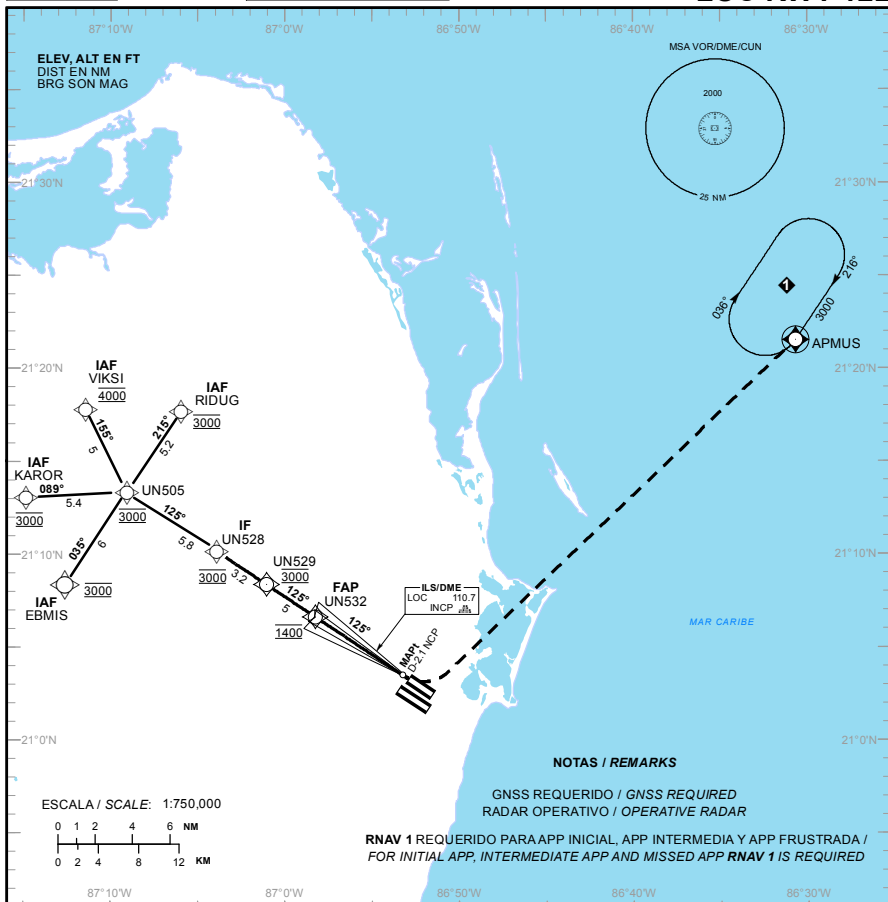 87°10'W
87°0'W
86°50'W
86°40'W
86°30'W
ELEV, ALT EN FT
DIST EN NM
BRG SON MAG
MSA VOR/DME/CUN
2000
25 NM
21°30'N
21°30'N
036°
1
216°
3000
APMUS
21°20'N
21°20'N
IAF
VIKSI
4000
155°
5
IAF
RIDUG
3000
215°
5.2
IAF
KAROR
089°
5.4
3000
UN505
3000
125°
5.8
035°
6
3000
IAF
EBMIS
21°10'N
21°10'N
IF
UN528
3000
3.2
UN529
3000
125°
5
FAP
UN532
1400
125°
ILS/DME
LOC 110.7
INCP
MAPt
D-2.1 NCP
MAR CARIBE
21°0'N
21°0'N
NOTAS / REMARKS
GNSS REQUERIDO / GNSS REQUIRED
RADAR OPERATIVO / OPERATIVE RADAR
RNAV 1 REQUERIDO PARA APP INICIAL, APP INTERMEDIA Y APP FRUSTRADA /
FOR INITIAL APP, INTERMEDIATE APP AND MISSED APP RNAV 1 IS REQUIRED
ESCALA / SCALE: 1:750,000
0 1 2 4 6 NM
0 2 4 8 12 KM
87°10'W
87°0'W
86°50'W
86°40'W
86°30'W